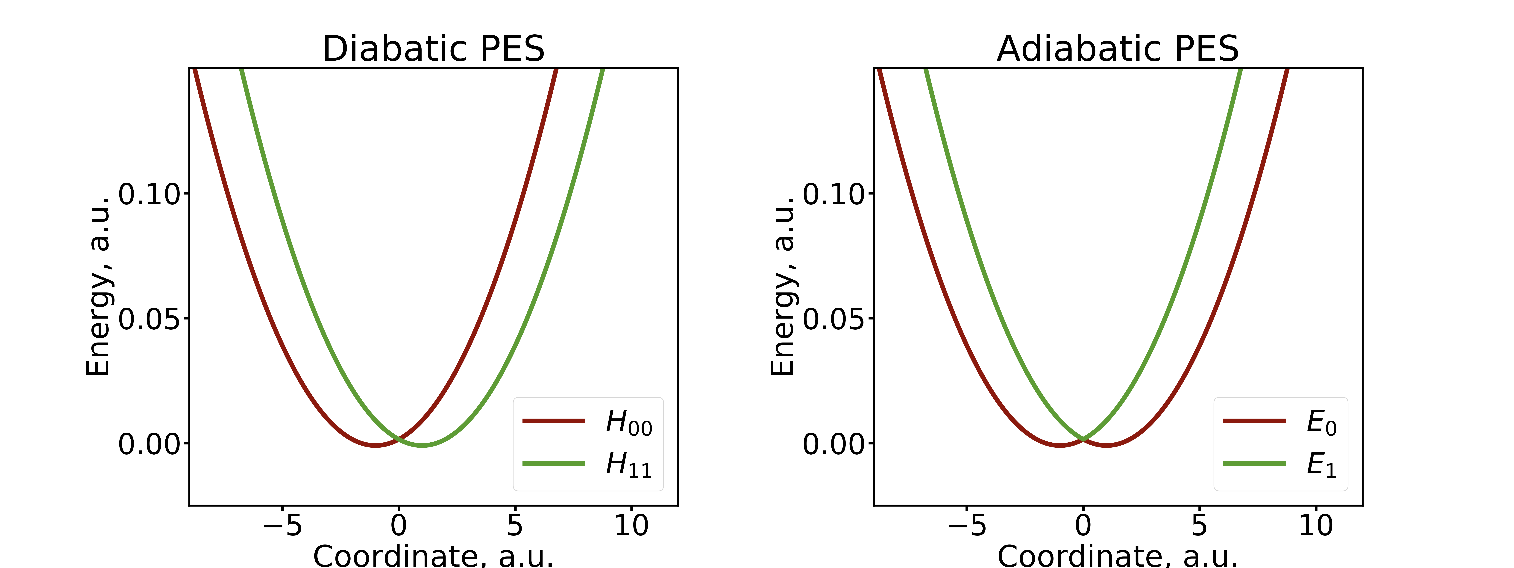 Diabatic PES
Energy, a.u.
0.10
0.05
0.00
−5 0 5 10
Coordinate, a.u.
H00
H11
Adiabatic PES
Energy, a.u.
0.10
0.05
0.00
−5 0 5 10
Coordinate, a.u.
E0
E1